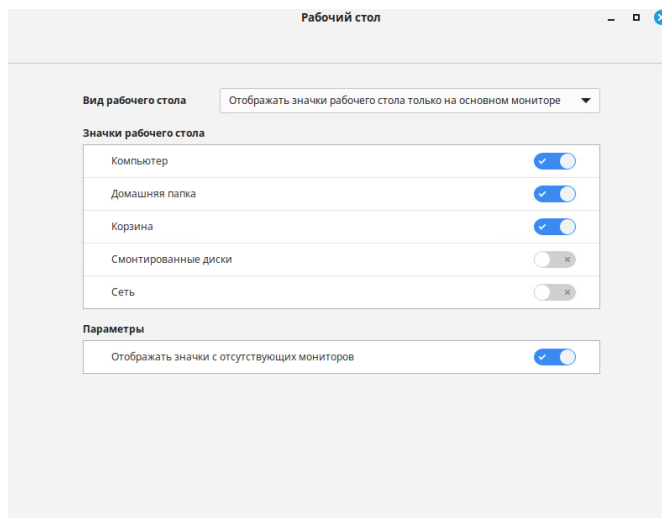 Рабочий стол
Вид рабочего стола
Отображать значки рабочего стола только на основном мониторе
Значки рабочего стола
Компьютер
Домашняя папка
Корзина
Смонтированные диски
Сеть
Параметры
Отображать значки с отсутствующих мониторов